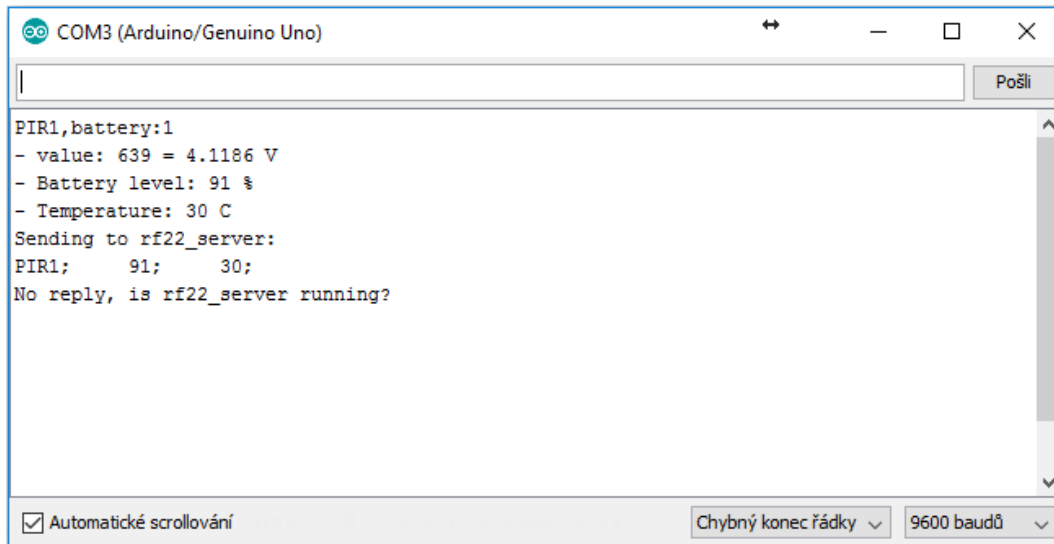 COM3 (Arduino/Genuino Uno)
Pošli
PIR1,battery:1
- value: 639 = 4.1186 V
- Battery level: 91 %
- Temperature: 30 C
Sending to rf22_server:
PIR1;     91;     30;
No reply, is rf22_server running?
Automatické scrollování
Chybný konec řádky
9600 baudů